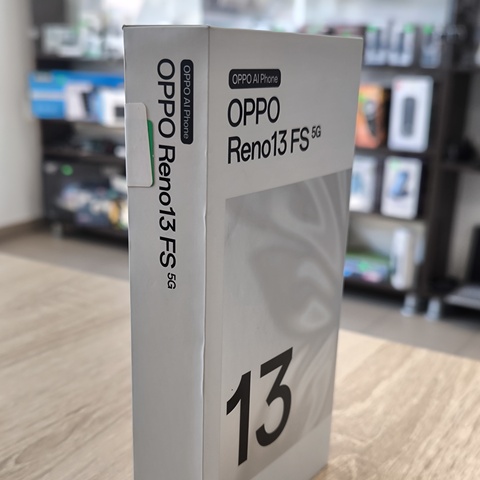 OPPO AI Phone
OPPO Reno13 FS 5G
OPPO AI Phone
OPPO
Reno13 FS 5G
13